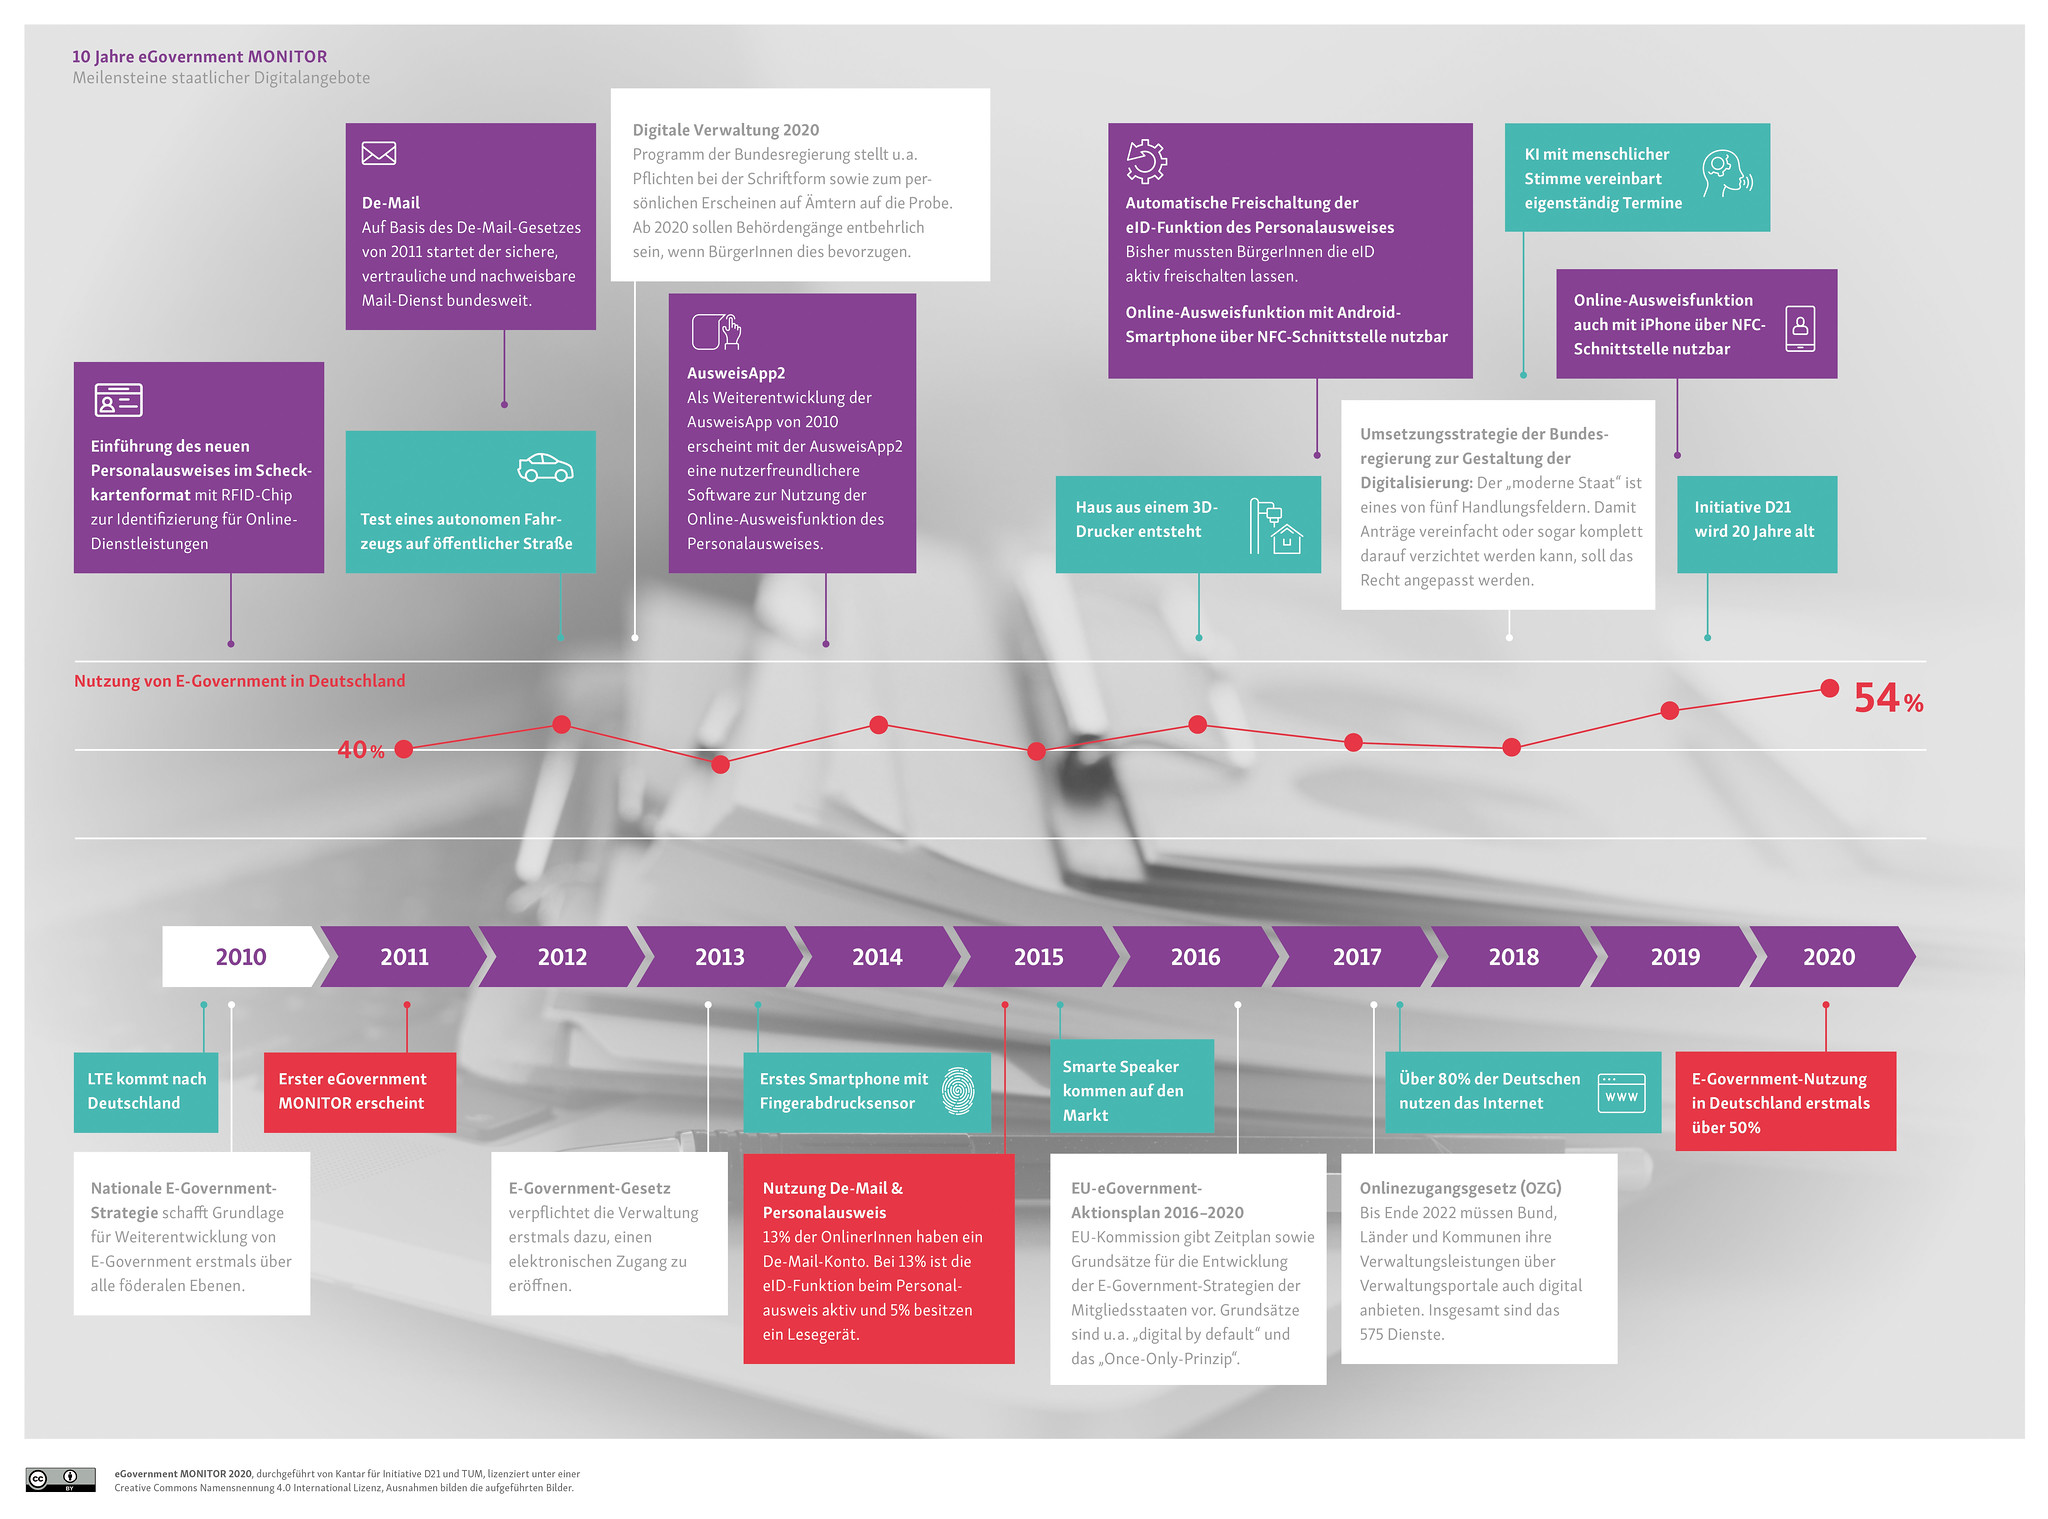 10 Jahre eGovernment MONITOR
Meilensteine staatlicher Digitalangebote
De-Mail
Auf Basis des De-Mail-Gesetzes
von 2011 startet der sichere,
vertrauliche und nachweisbare
Mail-Dienst bundesweit.
Digitale Verwaltung 2020
Programm der Bundesregierung stellt u. a.
Pflichten bei der Schriftform sowie zum per-
sönlichen Erscheinen auf Ämtern auf die Probe.
Ab 2020 sollen Behördengänge entbehrlich
sein, wenn BürgerInnen dies bevorzugen.
Automatische Freischaltung der
eID-Funktion des Personalausweises
Bisher mussten BürgerInnen die eID
aktiv freischalten lassen.
Online-Ausweisfunktion mit Android-
Smartphone über NFC-Schnittstelle nutzbar
KI mit menschlicher
Stimme vereinbart
eigenständig Termine
Online-Ausweisfunktion
auch mit iPhone über NFC-
Schnittstelle nutzbar
Einführung des neuen
Personalausweises im Scheck-
kartenformat mit RFID-Chip
zur Identifizierung für Online-
Dienstleistungen
Test eines autonomen Fahr-
zeugs auf öffentlicher Straße
AusweisApp2
Als Weiterentwicklung der
AusweisApp von 2010
erscheint mit der AusweisApp2
eine nutzerfreundlichere
Software zur Nutzung der
Online-Ausweisfunktion des
Personalausweises.
Haus aus einem 3D-
Drucker entsteht
Umsetzungsstrategie der Bundes-
regierung zur Gestaltung der
Digitalisierung: Der „moderne Staat“ ist
eines von fünf Handlungsfeldern. Damit
Anträge vereinfacht oder sogar komplett
darauf verzichtet werden kann, soll das
Recht angepasst werden.
Initiative D21
wird 20 Jahre alt
Nutzung von E-Government in Deutschland
40 %
54 %
2010 2011 2012 2013 2014 2015 2016 2017 2018 2019 2020
LTE kommt nach
Deutschland
Erster eGovernment
MONITOR erscheint
Erstes Smartphone mit
Fingerabdrucksensor
Smarte Speaker
kommen auf den
Markt
Über 80% der Deutschen
nutzen das Internet
www
E-Government-Nutzung
in Deutschland erstmals
über 50%
Nationale E-Government-
Strategie schafft Grundlage
für Weiterentwicklung von
E-Government erstmals über
alle föderalen Ebenen.
E-Government-Gesetz
verpflichtet die Verwaltung
erstmals dazu, einen
elektronischen Zugang zu
eröffnen.
Nutzung De-Mail &
Personalausweis
13% der OnlinerInnen haben ein
De-Mail-Konto. Bei 13% ist die
eID-Funktion beim Personal-
ausweis aktiv und 5% besitzen
ein Lesegerät.
EU-eGovernment-
Aktionsplan 2016–2020
EU-Kommission gibt Zeitplan sowie
Grundsätze für die Entwicklung
der E-Government-Strategien der
Mitgliedsstaaten vor. Grundsätze
sind u. a. „digital by default“ und
das „Once-Only-Prinzip“.
Onlinezugangsgesetz (OZG)
Bis Ende 2022 müssen Bund,
Länder und Kommunen ihre
Verwaltungsleistungen über
Verwaltungsportale auch digital
anbieten. Insgesamt sind das
575 Dienste.
cc BY
eGovernment MONITOR 2020, durchgeführt von Kantar für Initiative D21 und TUM, lizenziert unter einer
Creative Commons Namensnennung 4.0 International Lizenz, Ausnahmen bilden die aufgeführten Bilder.